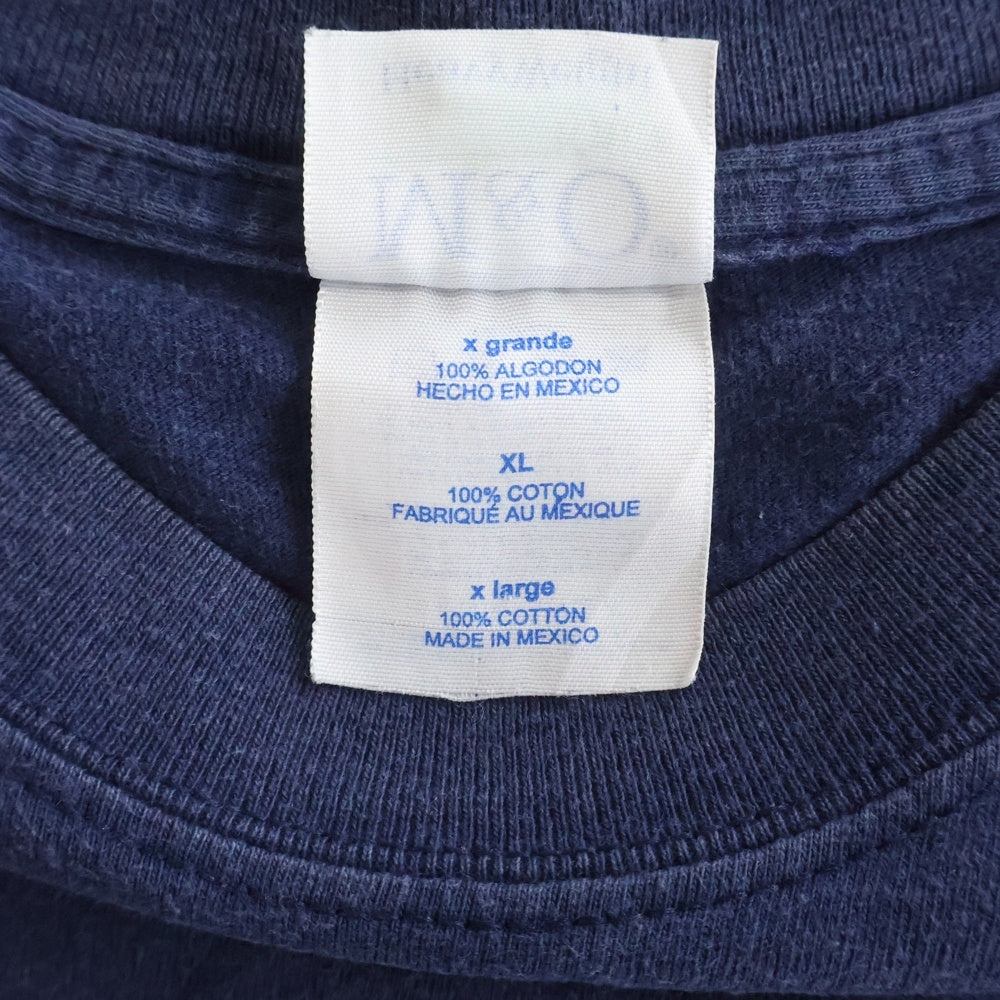 M&O®
x grande
100% ALGODON
HECHO EN MEXICO
XL
100% COTON
FABRIQUÉ AU MEXIQUE
x large
100% COTTON
MADE IN MEXICO